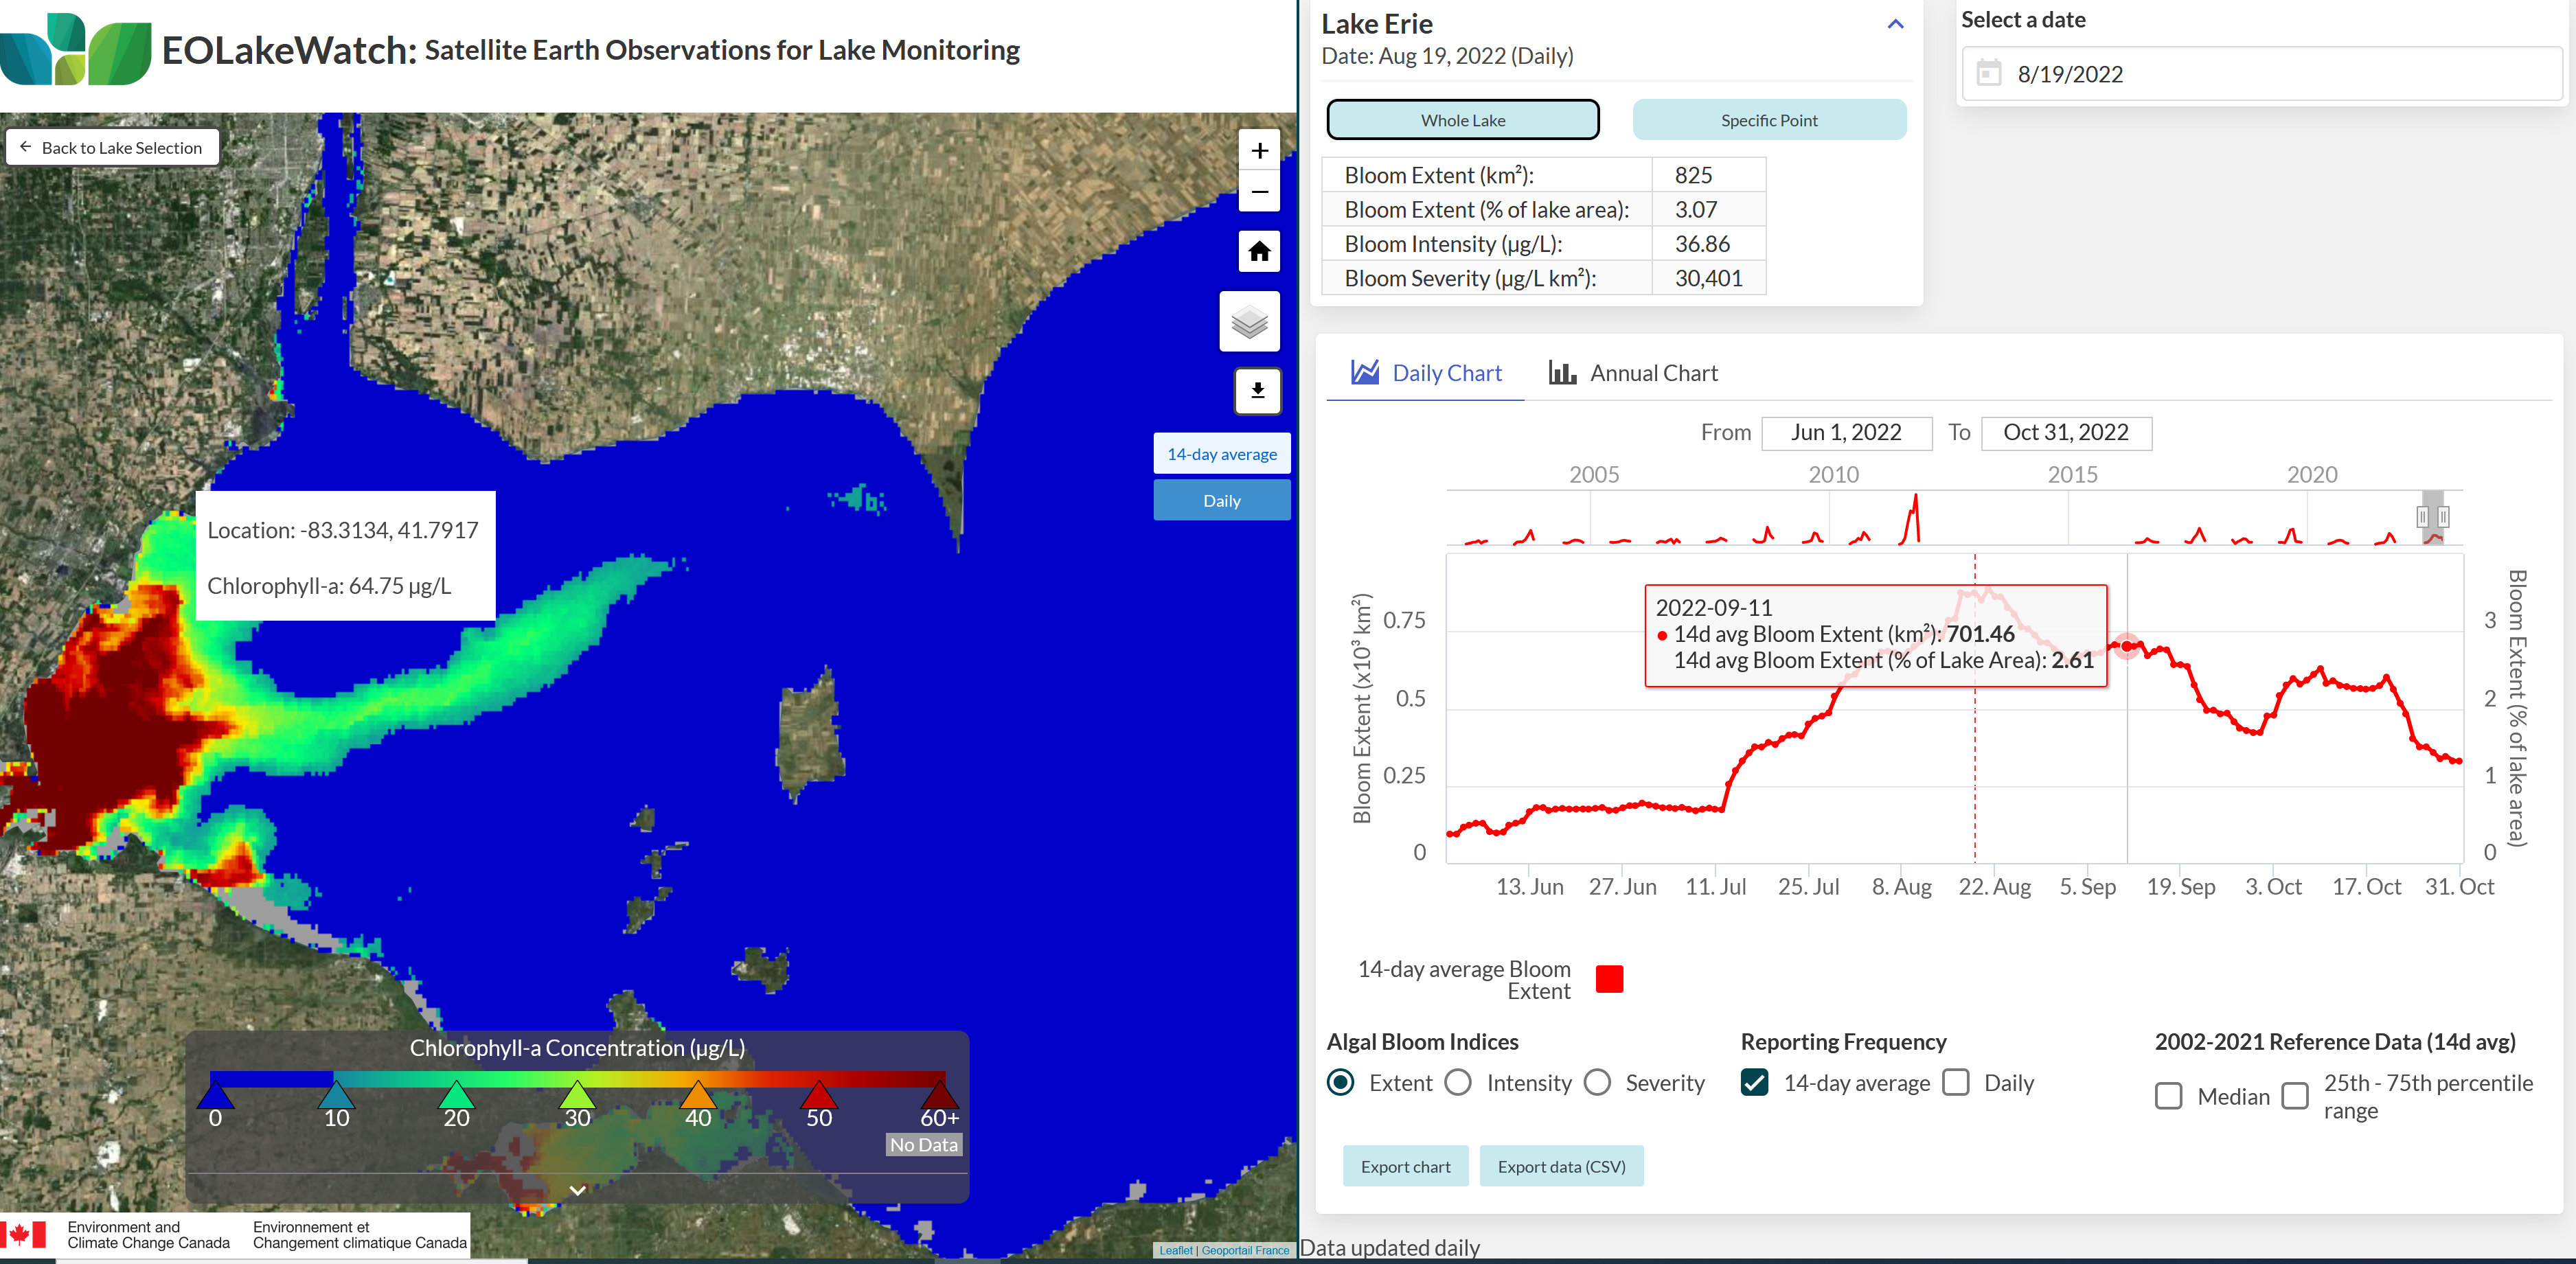 EOLakeWatch: Satellite Earth Observations for Lake Monitoring
← Back to Lake Selection
+
−
14-day average
Daily
Location: -83.3134, 41.7917
Chlorophyll-a: 64.75 µg/L
Chlorophyll-a Concentration (µg/L)
0 10 20 30 40 50 60+
No Data
Environment and Climate Change Canada
Environnement et Changement climatique Canada
Leaflet | Geoportail France
Lake Erie
Date: Aug 19, 2022 (Daily)
Whole Lake Specific Point
Bloom Extent (km²): 825
Bloom Extent (% of lake area): 3.07
Bloom Intensity (µg/L): 36.86
Bloom Severity (µg/L km²): 30,401
Select a date
8/19/2022
Daily Chart Annual Chart
From Jun 1, 2022 To Oct 31, 2022
2005 2010 2015 2020
Bloom Extent (x10³ km²)
0.75
0.5
0.25
0
2022-09-11
14d avg Bloom Extent (km²): 701.46
14d avg Bloom Extent (% of Lake Area): 2.61
3
2
1
0
Bloom Extent (% of lake area)
13. Jun 27. Jun 11. Jul 25. Jul 8. Aug 22. Aug 5. Sep 19. Sep 3. Oct 17. Oct 31. Oct
14-day average Bloom
Extent
Algal Bloom Indices
Extent Intensity Severity
Reporting Frequency
14-day average Daily
2002-2021 Reference Data (14d avg)
Median 25th - 75th percentile
range
Export chart Export data (CSV)
Data updated daily